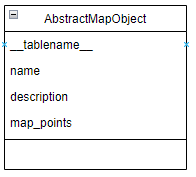 AbstractMapObject
__tablename__
name
description
map_points